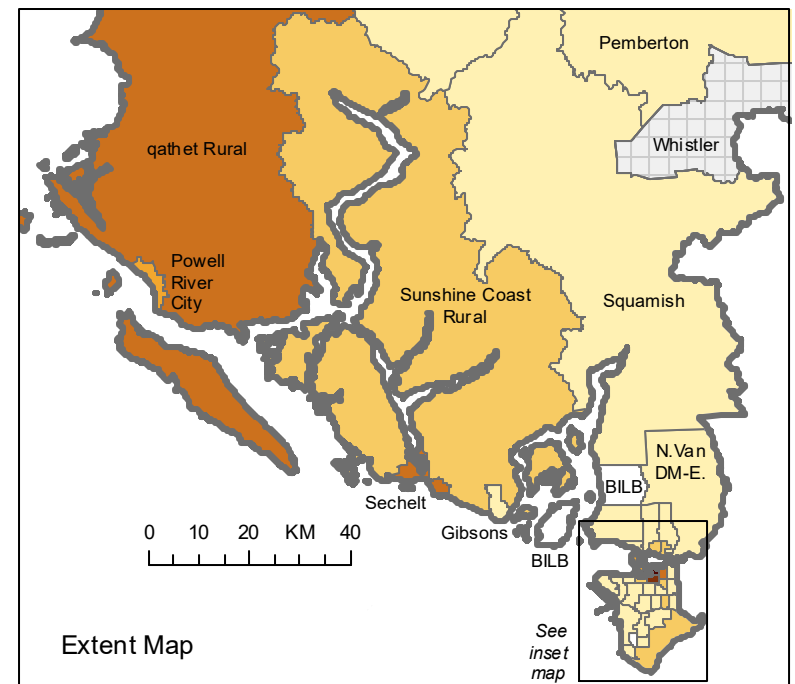 Pemberton
Whistler
qathet Rural
Powell
River
City
Sunshine Coast
Rural
Squamish
N.Van
DM-E.
BILB
Sechelt
Gibsons
BILB
0 10 20 KM 40
See
inset
map
Extent Map